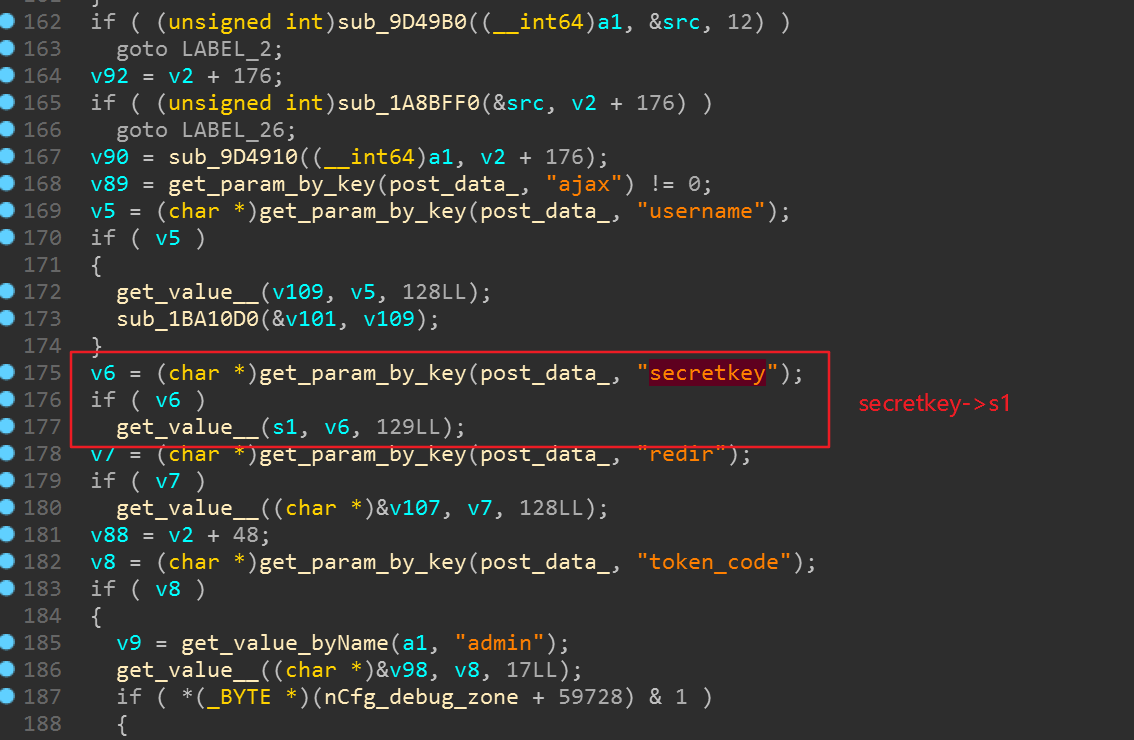 162 if ( (unsigned int)sub_9D49B0((__int64)a1, &src, 12) )
163 goto LABEL_2;
164 v92 = v2 + 176;
165 if ( (unsigned int)sub_1A8BFF0(&src, v2 + 176) )
166 goto LABEL_26;
167 v90 = sub_9D4910((__int64)a1, v2 + 176);
168 v89 = get_param_by_key(post_data_, "ajax") != 0;
169 v5 = (char *)get_param_by_key(post_data_, "username");
170 if ( v5 )
171 {
172 get_value__(v109, v5, 128LL);
173 sub_1BA10D0(&v101, v109);
174 }
175 v6 = (char *)get_param_by_key(post_data_, "secretkey");
176 if ( v6 )
177 get_value__(s1, v6, 129LL);
secretkey->s1
178 v7 = (char *)get_param_by_key(post_data_, "redir");
179 if ( v7 )
180 get_value__((char *)&v107, v7, 128LL);
181 v88 = v2 + 48;
182 v8 = (char *)get_param_by_key(post_data_, "token_code");
183 if ( v8 )
184 {
185 v9 = get_value_byName(a1, "admin");
186 get_value__((char *)&v98, v8, 17LL);
187 if ( *(_BYTE *)(nCfg_debug_zone + 59728) & 1 )
188 {